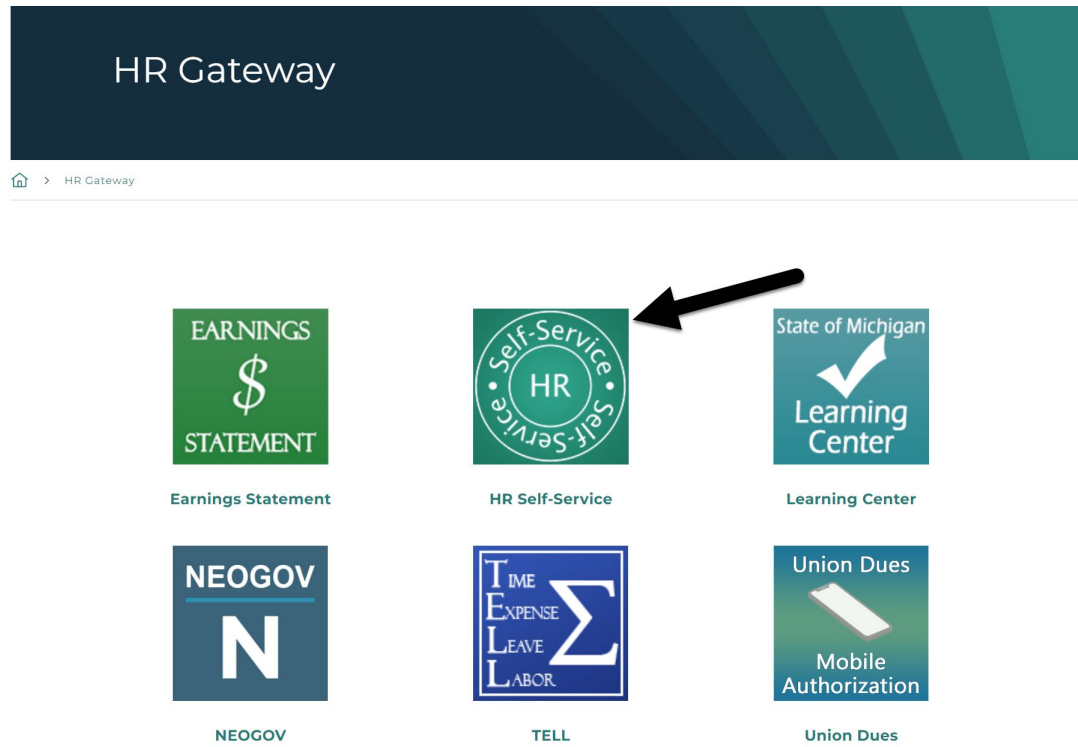 HR Gateway
HR Gateway
EARNINGS
$
STATEMENT
Earnings Statement
Self-Service • Self-Service •
HR
HR Self-Service
State of Michigan
Learning
Center
Learning Center
NEOGOV
N
NEOGOV
TIME
EXPENSE
LEAVE
LABOR
Σ
TELL
Union Dues
Mobile
Authorization
Union Dues